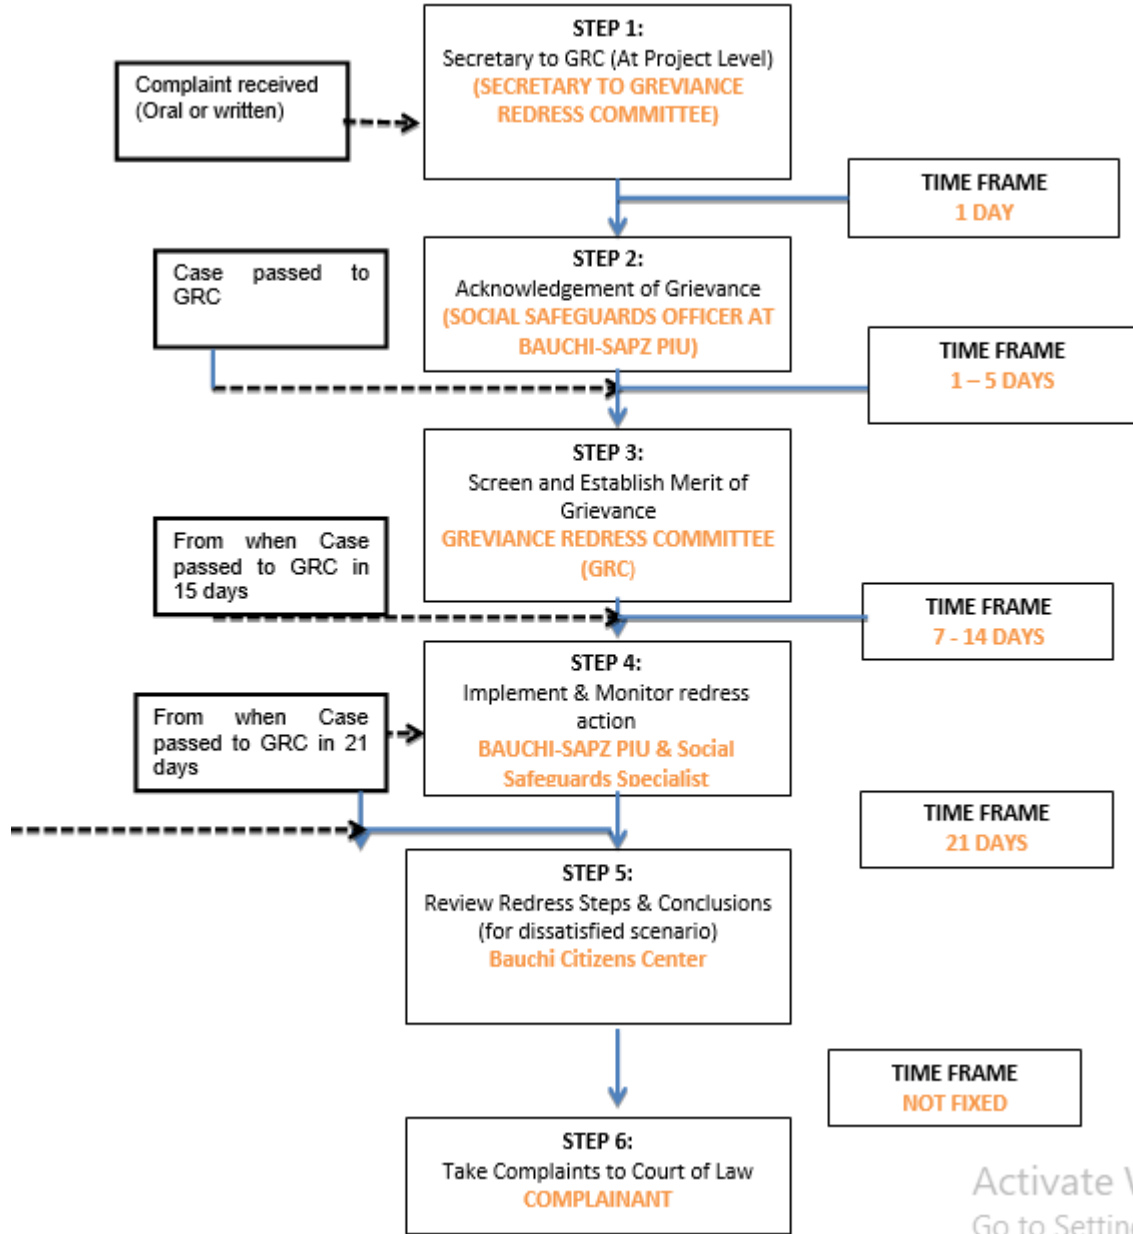 STEP 1:
Secretary to GRC (At Project Level)
(SECRETARY TO GREVIANCE
REDRESS COMMITTEE)
Complaint received
(Oral or written)
TIME FRAME
1 DAY
STEP 2:
Acknowledgement of Grievance
(SOCIAL SAFEGUARDS OFFICER AT
BAUCHI-SAPZ PIU)
Case passed to
GRC
TIME FRAME
1 – 5 DAYS
STEP 3:
Screen and Establish Merit of
Grievance
GREVIANCE REDRESS COMMITTEE
(GRC)
From when Case
passed to GRC in
15 days
TIME FRAME
7 - 14 DAYS
STEP 4:
Implement & Monitor redress
action
BAUCHI-SAPZ PIU & Social
Safeguards Specialist
From when Case
passed to GRC in 21
days
TIME FRAME
21 DAYS
STEP 5:
Review Redress Steps & Conclusions
(for dissatisfied scenario)
Bauchi Citizens Center
TIME FRAME
NOT FIXED
STEP 6:
Take Complaints to Court of Law
COMPLAINANT
Activate
Go to Settin